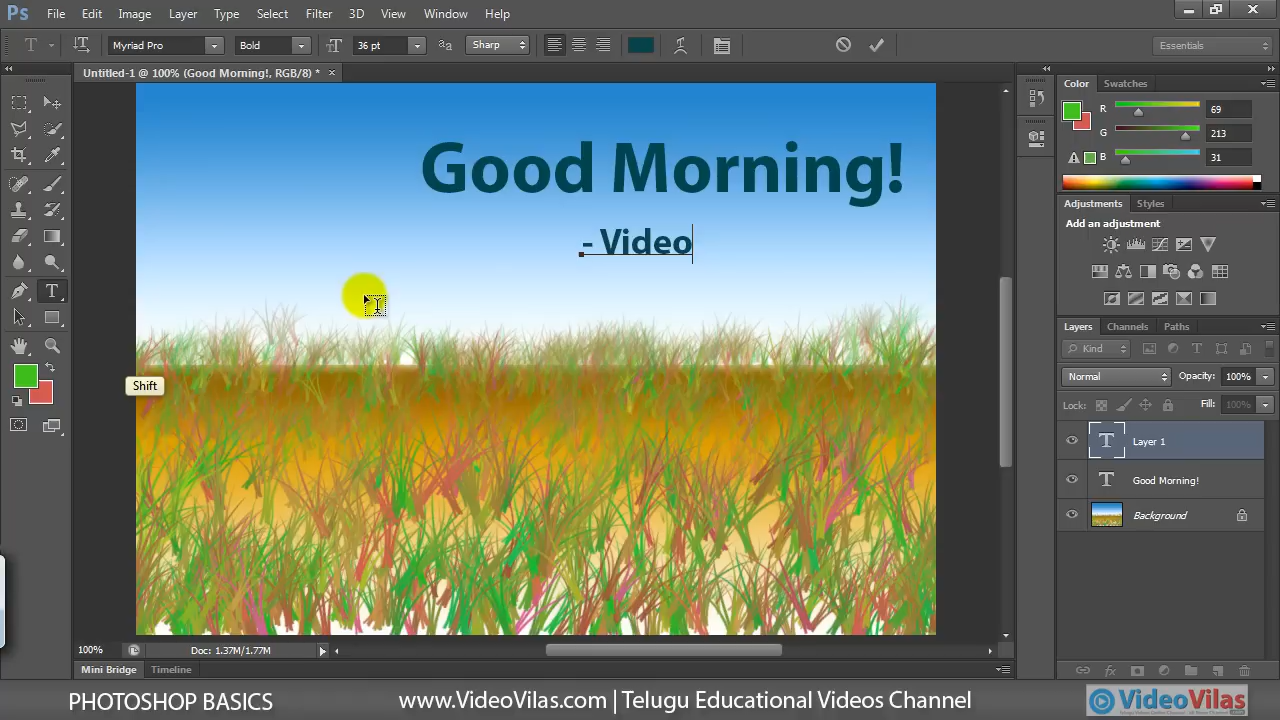 Ps File Edit Image Layer Type Select Filter 3D View Window Help
T Myriad Pro Bold 36 pt Sharp Essentials
Untitled-1 @ 100% (Good Morning!, RGB/8) * ×
Color Swatches
R 69
G 213
B 31
Good Morning!
- Video
Adjustments Styles
Add an adjustment
Layers Channels Paths
Kind
Normal Opacity: 100%
Lock: Fill: 100%
Shift
T Layer 1
T Good Morning!
Background
100% Doc: 1.37M/1.77M
Mini Bridge Timeline
PHOTOSHOP BASICS www.VideoVilas.com | Telugu Educational Videos Channel VideoVilas